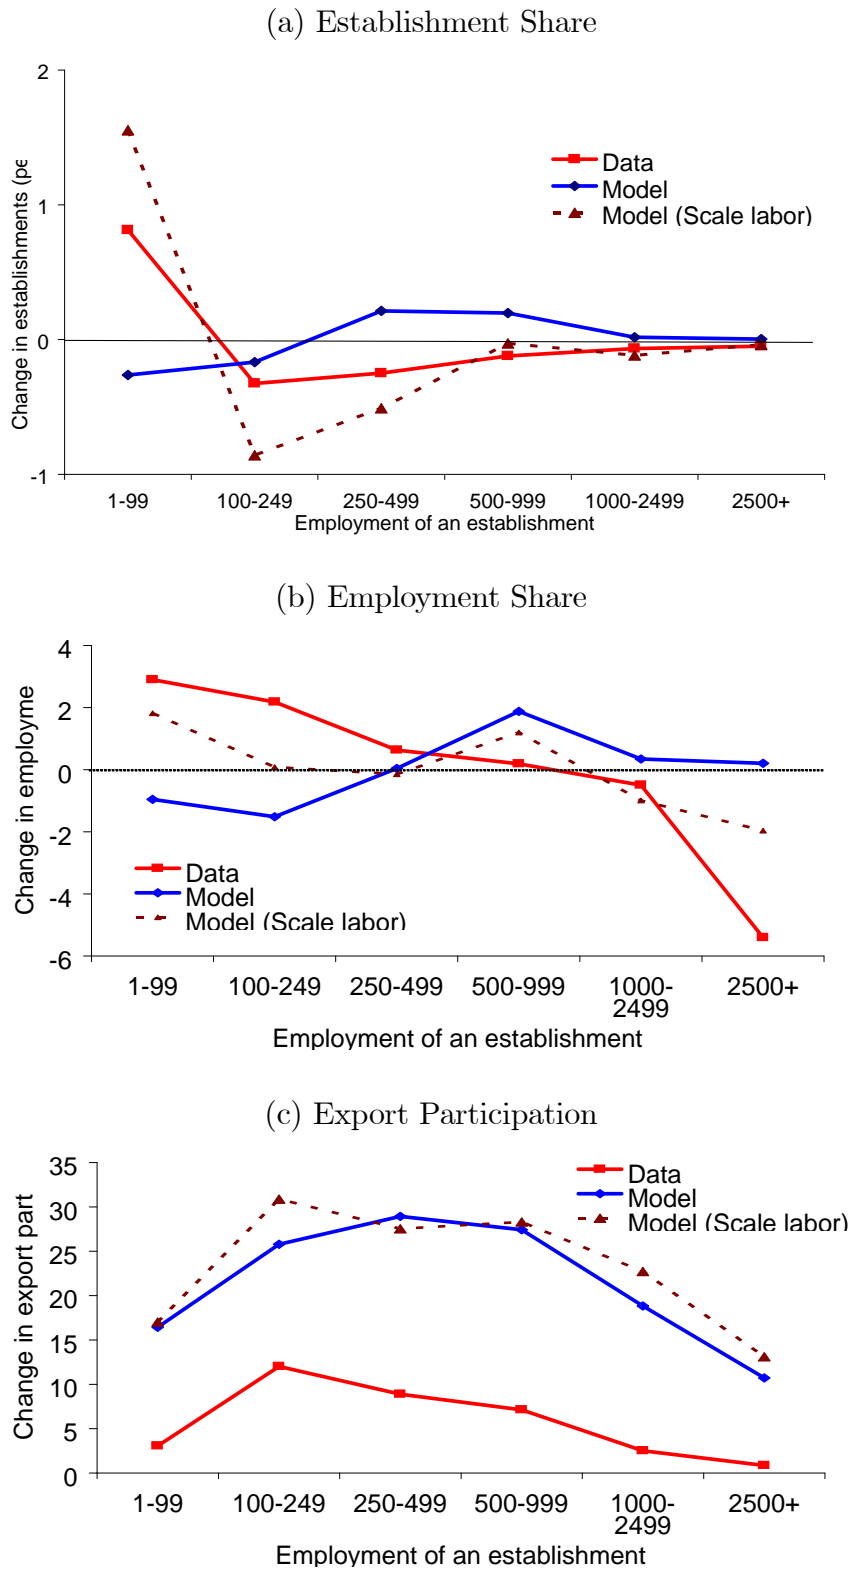 (a) Establishment Share
Change in establishments (pe
2
1
0
-1
Data
Model
Model (Scale labor)
1-99 100-249 250-499 500-999 1000-2499 2500+
Employment of an establishment
(b) Employment Share
Change in employme
4
2
0
-2
-4
-6
Data
Model
Model (Scale labor)
1-99 100-249 250-499 500-999 1000-2499 2500+
Employment of an establishment
(c) Export Participation
Change in export part
35
30
25
20
15
10
5
0
Data
Model
Model (Scale labor)
1-99 100-249 250-499 500-999 1000-2499 2500+
Employment of an establishment